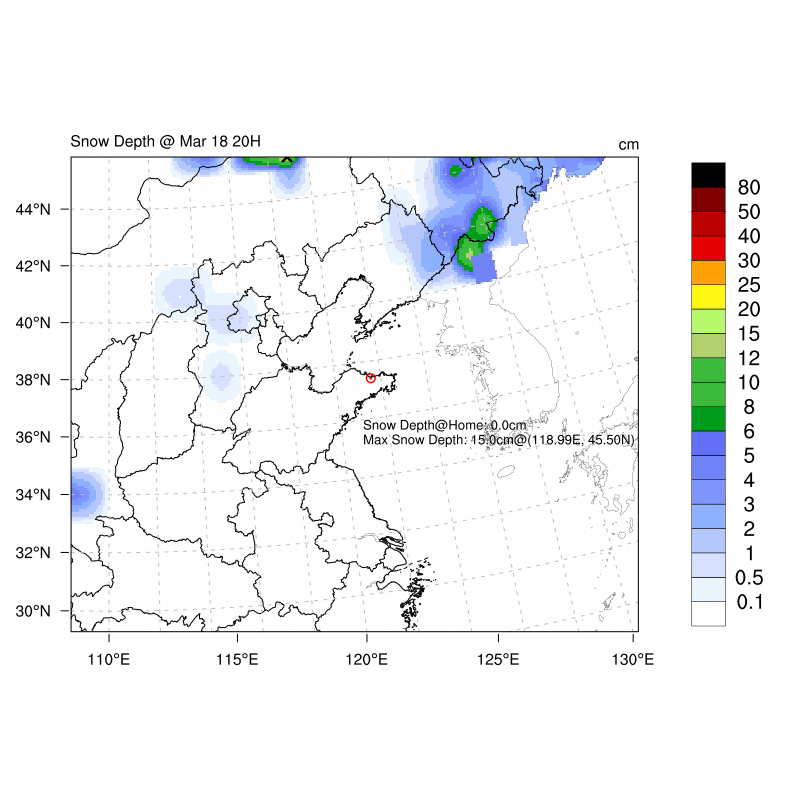 Snow Depth @ Mar 18 20H
cm
44°N
42°N
40°N
38°N
36°N
34°N
32°N
30°N
110°E
115°E
120°E
125°E
130°E
Snow Depth@Home: 0.0cm
Max Snow Depth: 15.0cm@(118.99E, 45.50N)
80
50
40
30
25
20
15
12
10
8
6
5
4
3
2
1
0.5
0.1